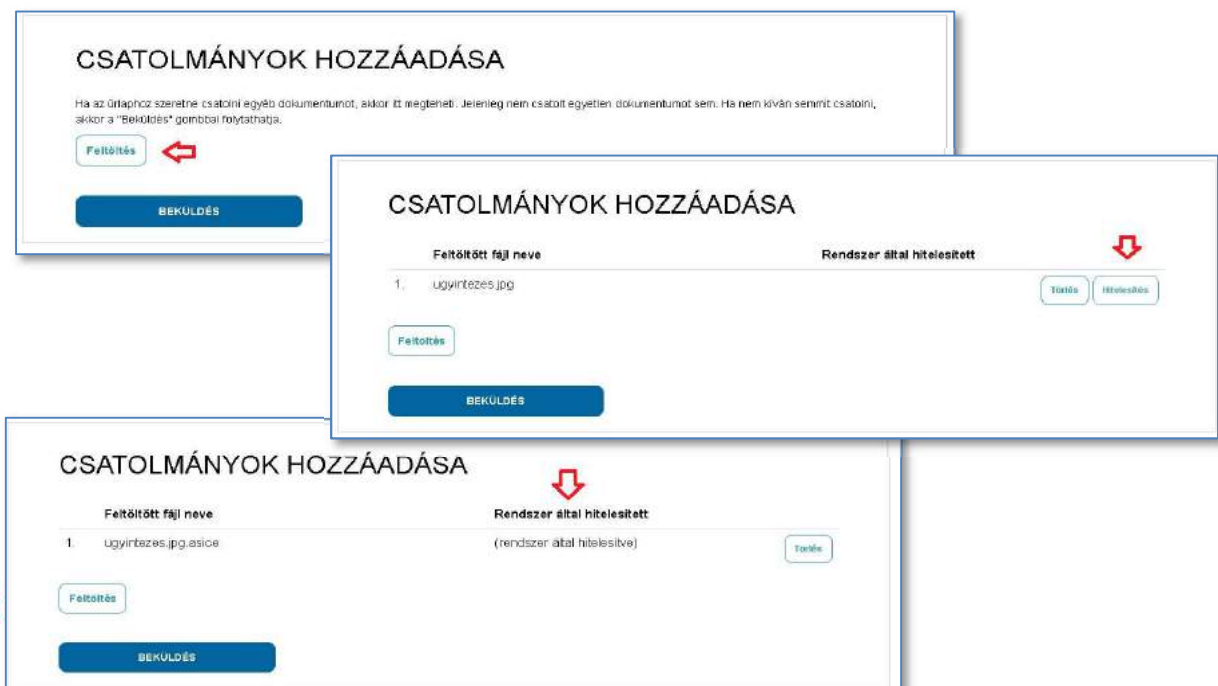 CSATOLMÁNYOK HOZZÁADÁSA
Ha az űrlaphoz szeretne csatolni egyéb dokumentumot, akkor itt megteheti. Jelenleg nem csatolt egyetlen dokumentumot sem. Ha nem kíván semmit csatolni,
akkor a "Beküldés" gombbal folytathatja.
Feltöltés
BEKÜLDÉS
CSATOLMÁNYOK HOZZÁADÁSA
Feltöltött fájl neve Rendszer által hitelesített
1. ugyintezes.jpg Törlés Hitelesítés
Feltöltés
BEKÜLDÉS
CSATOLMÁNYOK HOZZÁADÁSA
Feltöltött fájl neve Rendszer által hitelesített
1. ugyintezes.jpg.asice (rendszer által hitelesítve) Törlés
Feltöltés
BEKÜLDÉS